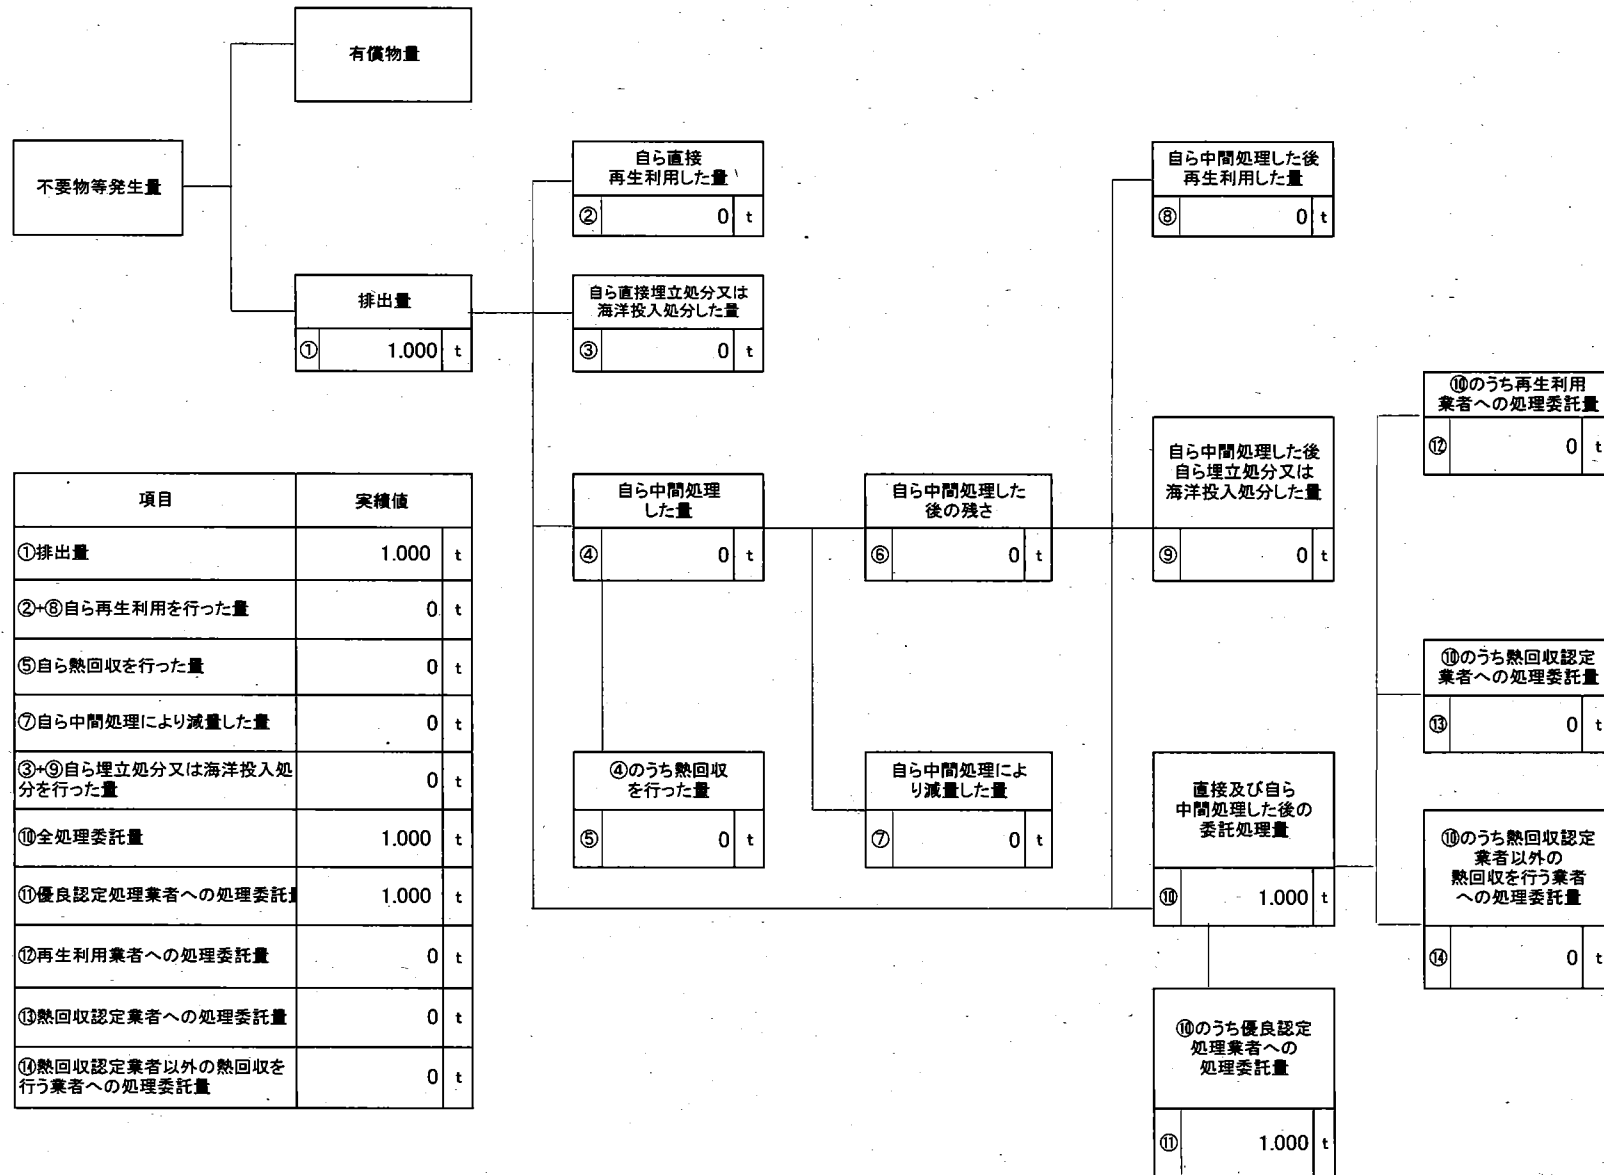 有償物量
不要物等発生量
排出量
① 1.000 t
自ら直接
再生利用した量
② 0 t
自ら直接埋立処分又は
海洋投入処分した量
③ 0 t
自ら中間処理
した量
④ 0 t
④のうち熱回収
を行った量
⑤ 0 t
自ら中間処理した
後の残さ
⑥ 0 t
自ら中間処理によ
り減量した量
⑦ 0 t
自ら中間処理した後
再生利用した量
⑧ 0 t
自ら中間処理した後
自ら埋立処分又は
海洋投入処分した量
⑨ 0 t
直接及び自ら
中間処理した後の
委託処理量
⑩ 1.000 t
⑩のうち優良認定
処理業者への
処理委託量
⑪ 1.000 t
⑩のうち再生利用
業者への処理委託量
⑫ 0 t
⑩のうち熱回収認定
業者への処理委託量
⑬ 0 t
⑩のうち熱回収認定
業者以外の
熱回収を行う業者
への処理委託量
⑭ 0 t
項目 実績値
①排出量 1.000 t
②+⑧自ら再生利用を行った量 0 t
⑤自ら熱回収を行った量 0 t
⑦自ら中間処理により減量した量 0 t
③+⑨自ら埋立処分又は海洋投入処
分を行った量 0 t
⑩全処理委託量 1.000 t
⑪優良認定処理業者への処理委託量 1.000 t
⑫再生利用業者への処理委託量 0 t
⑬熱回収認定業者への処理委託量 0 t
⑭熱回収認定業者以外の熱回収を
行う業者への処理委託量 0 t